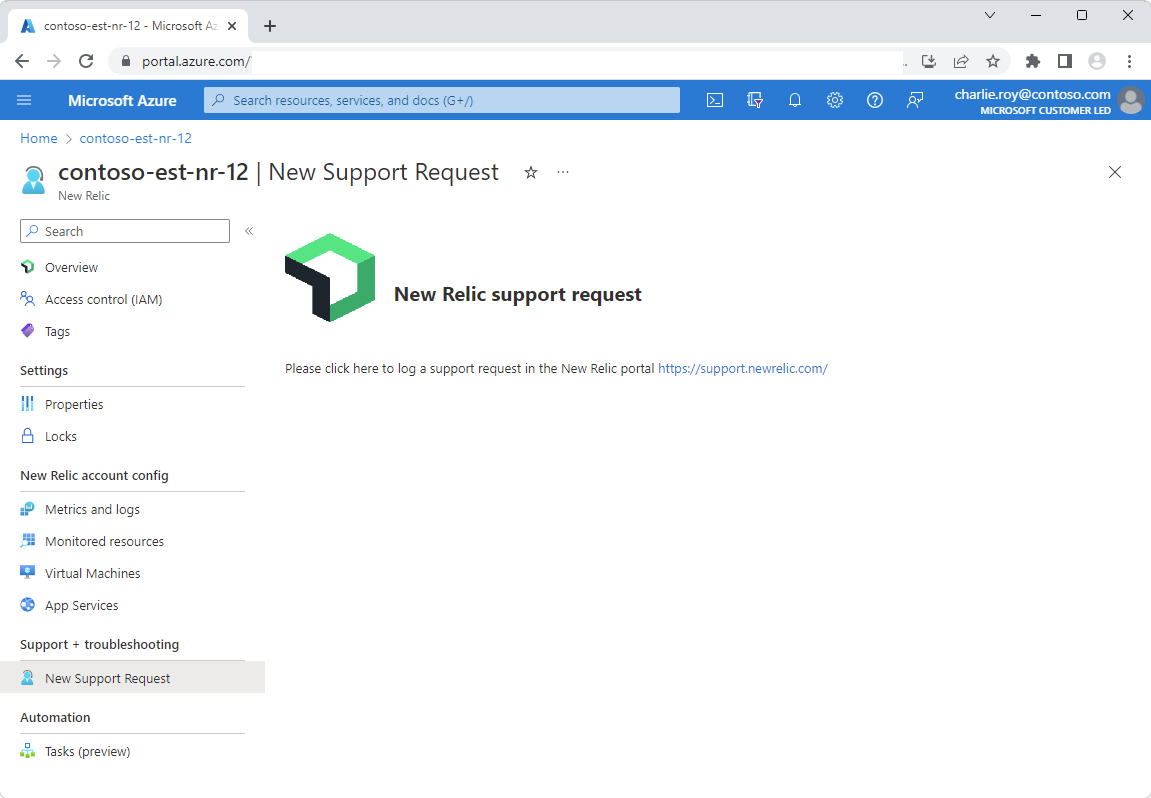 contoso-est-nr-12 - Microsoft Az
portal.azure.com/
Microsoft Azure
Search resources, services, and docs (G+/)
charlie.roy@contoso.com
MICROSOFT CUSTOMER LED
Home > contoso-est-nr-12
contoso-est-nr-12 | New Support Request
New Relic
Search
Overview
Access control (IAM)
Tags
Settings
Properties
Locks
New Relic account config
Metrics and logs
Monitored resources
Virtual Machines
App Services
Support + troubleshooting
New Support Request
Automation
Tasks (preview)
New Relic support request
Please click here to log a support request in the New Relic portal https://support.newrelic.com/